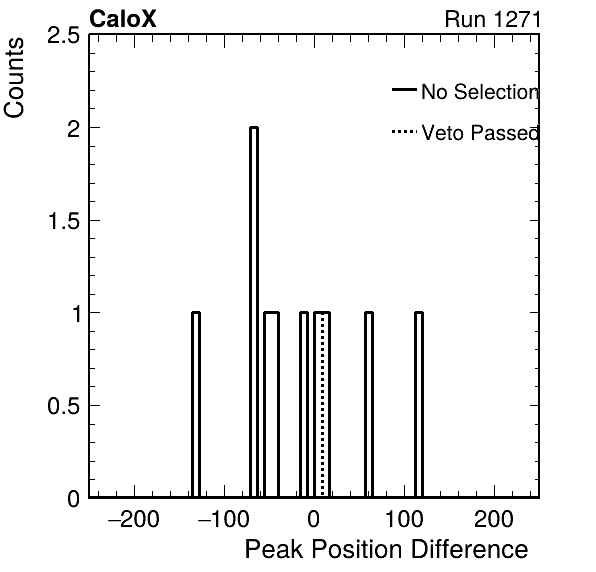 CaloX Run 1271
Counts
2.5
2
1.5
1
0.5
0
No Selection
Veto Passed
−200 −100 0 100 200
Peak Position Difference